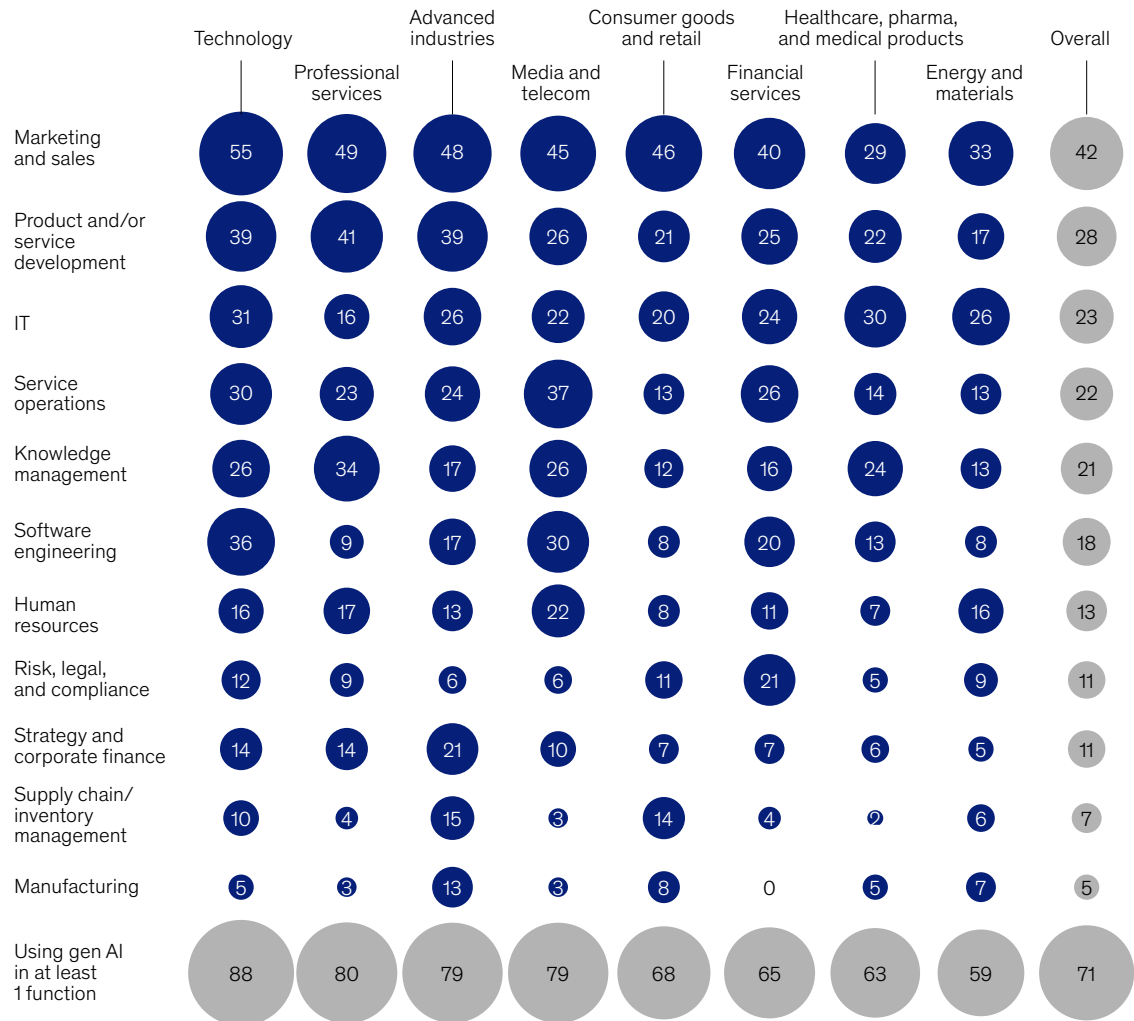 Technology
Professional
services
Advanced
industries
Media and
telecom
Consumer goods
and retail
Financial
services
Healthcare, pharma,
and medical products
Energy and
materials
Overall
Marketing
and sales
55 49 48 45 46 40 29 33 42
Product and/or
service
development
39 41 39 26 21 25 22 17 28
IT
31 16 26 22 20 24 30 26 23
Service
operations
30 23 24 37 13 26 14 13 22
Knowledge
management
26 34 17 26 12 16 24 13 21
Software
engineering
36 9 17 30 8 20 13 8 18
Human
resources
16 17 13 22 8 11 7 16 13
Risk, legal,
and compliance
12 9 6 6 11 21 5 9 11
Strategy and
corporate finance
14 14 21 10 7 7 6 5 11
Supply chain/
inventory
management
10 4 15 3 14 4 2 6 7
Manufacturing
5 3 13 3 8 0 5 7 5
Using gen AI
in at least
1 function
88 80 79 79 68 65 63 59 71